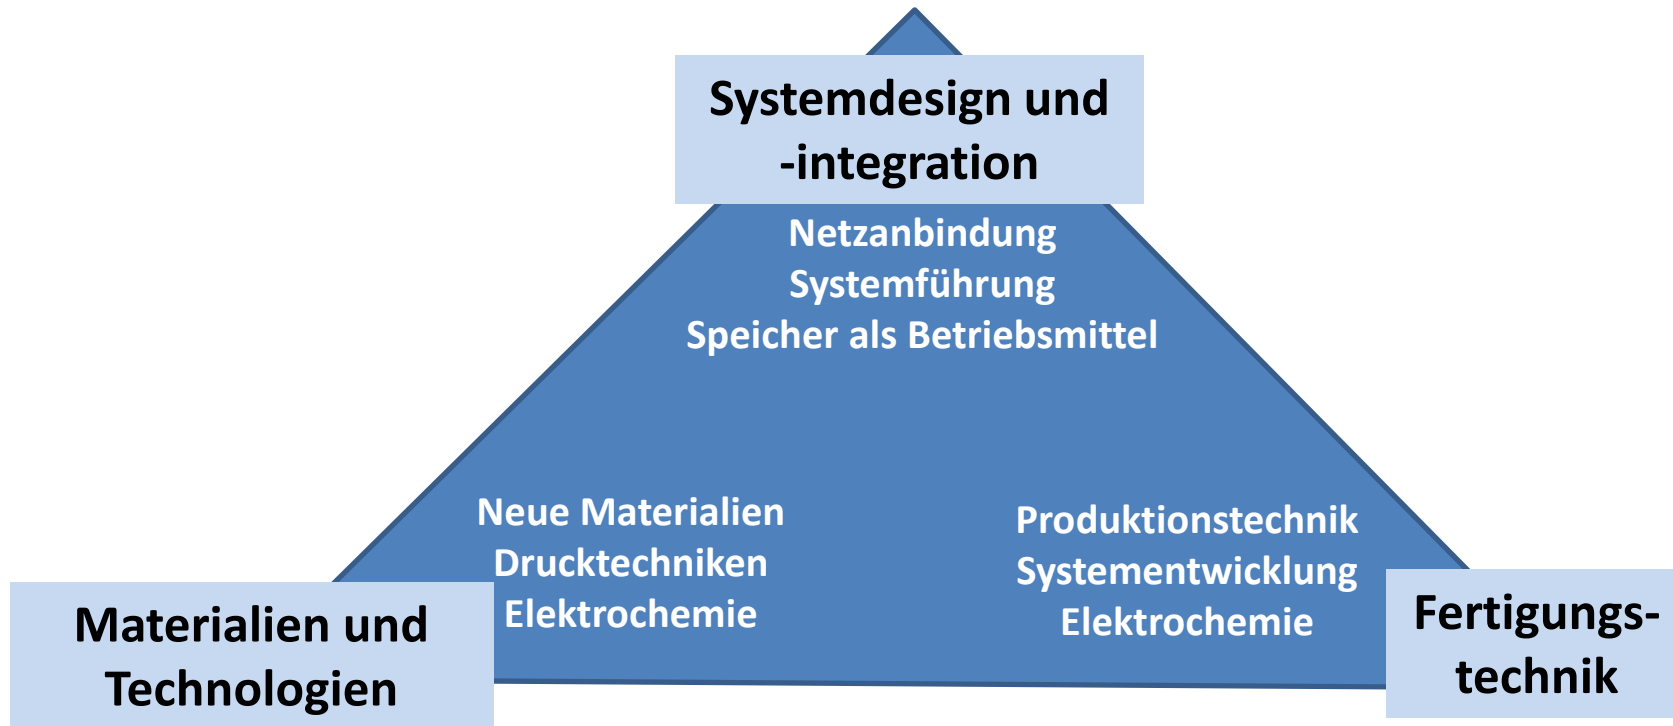 Systemdesign und
-integration
Netzanbindung
Systemführung
Speicher als Betriebsmittel
Neue Materialien
Drucktechniken
Elektrochemie
Produktionstechnik
Systementwicklung
Elektrochemie
Materialien und
Technologien
Fertigungs-
technik